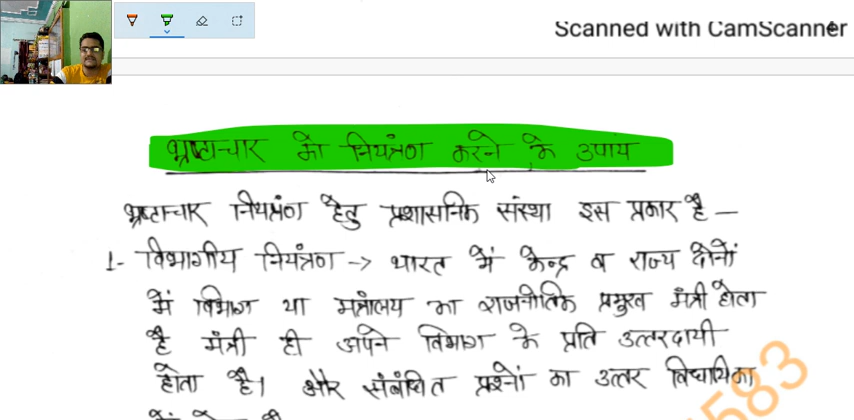 Scanned with CamScanner
भ्रष्टाचार को नियंत्रण करने के उपाय
भ्रष्टाचार नियंत्रण हेतु प्रशासनिक संस्था इस प्रकार है —
1- विभागीय नियंत्रण → भारत में केन्द्र व राज्य दोनों
में विभाग या मंत्रालय का राजनीतिक प्रमुख मंत्री होता
है मंत्री ही अपने विभाग के प्रति उत्तरदायी
होता है। और संबंधित प्रश्नों का उत्तर विधायिका
583